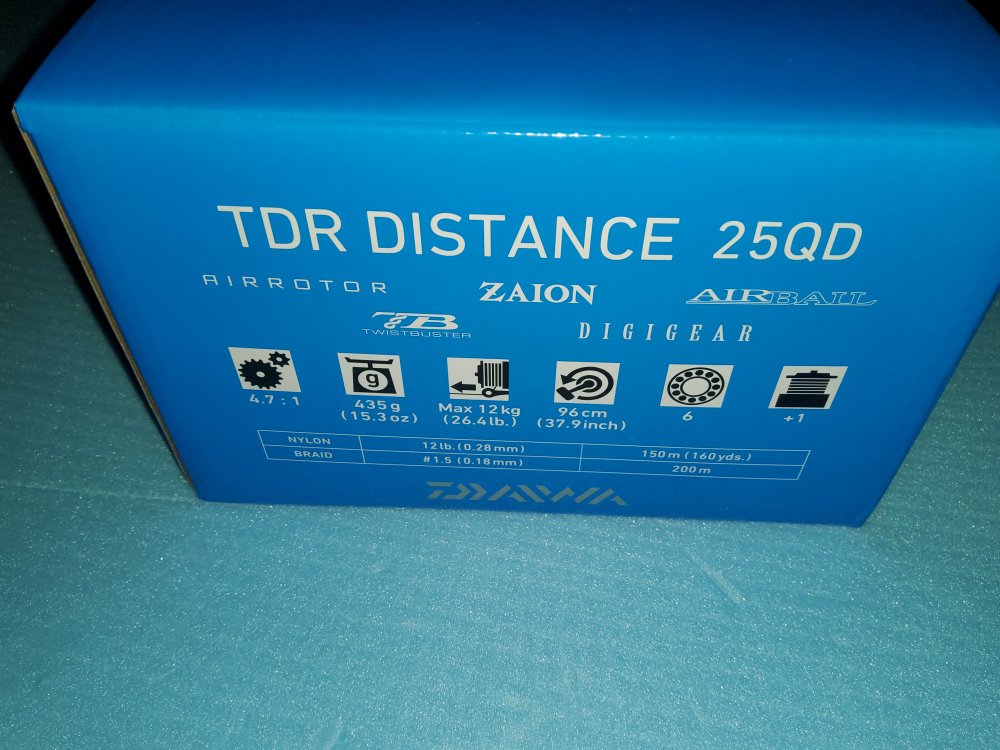 TDR DISTANCE 25QD
AIRROTOR ZAION AIRBAIL
TB TWISTBUSTER DIGIGEAR
4.7 : 1 435g (15.3oz) Max 12kg (26.4lb.) 96cm (37.9inch) 6 +1
NYLON 12lb.(0.28mm) 150m (160yds.)
BRAID #1.5 (0.18mm) 200m
DAIWA